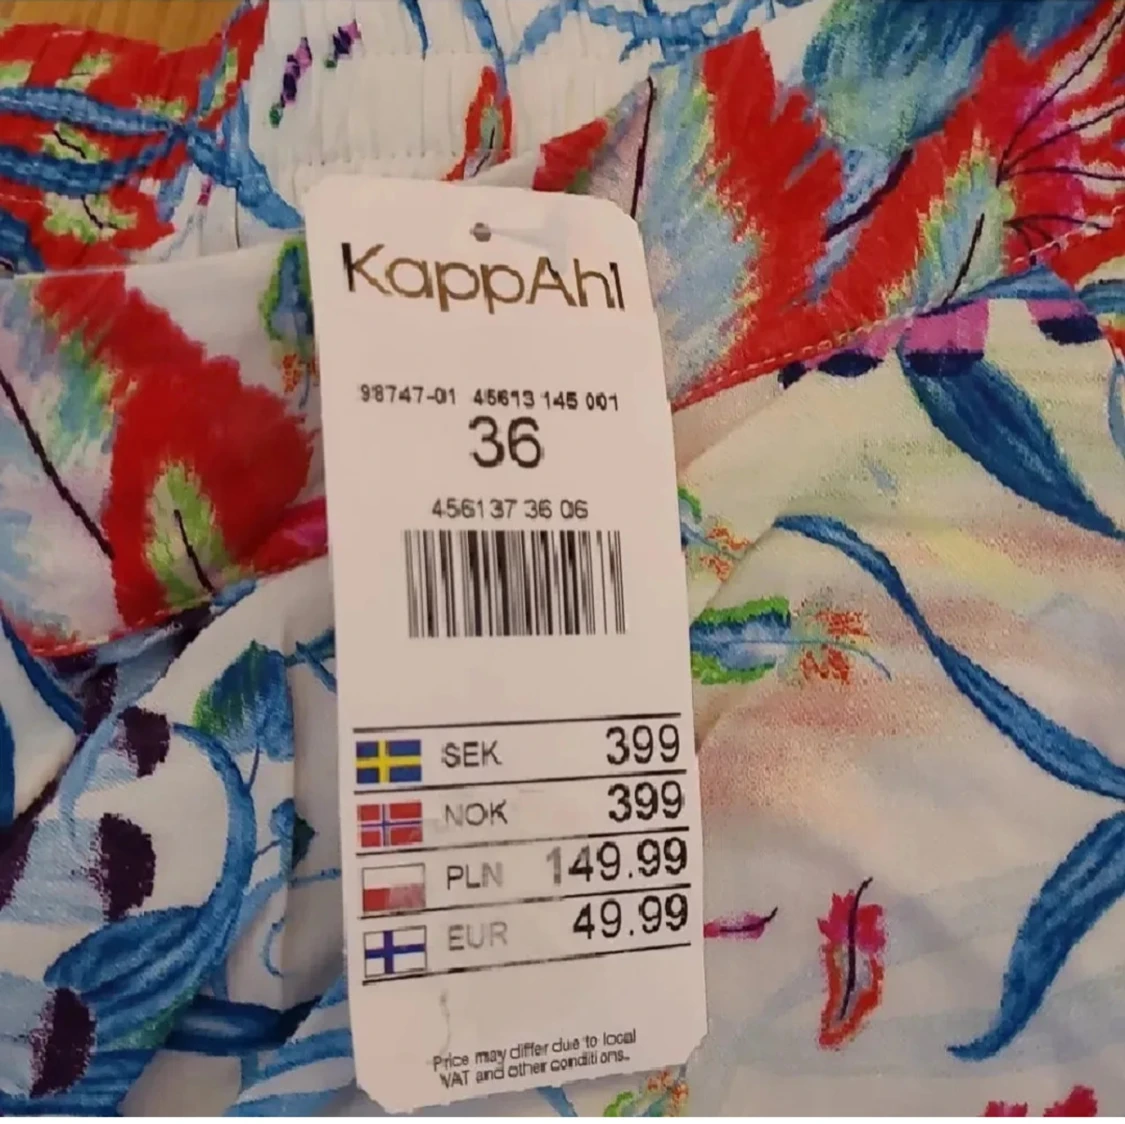 KappAhl
98747-01 45613 145 001
36
456137 36 06
SEK 399
NOK 399
PLN 149.99
EUR 49.99
Price may differ due to local
VAT and other conditions.